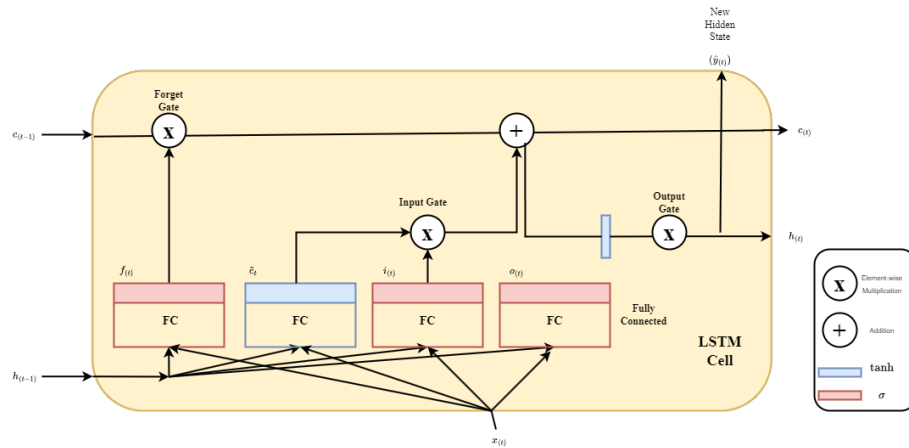 New
Hidden
State
(ŷ(t))
Forget
Gate
c(t−1)
X
+
c(t)
Input Gate
Output
Gate
X
X
h(t)
f(t)
c̃t
i(t)
o(t)
FC
FC
FC
FC
Fully
Connected
LSTM
Cell
h(t−1)
x(t)
X
Element-wise
Multiplication
+
Addition
tanh
σ